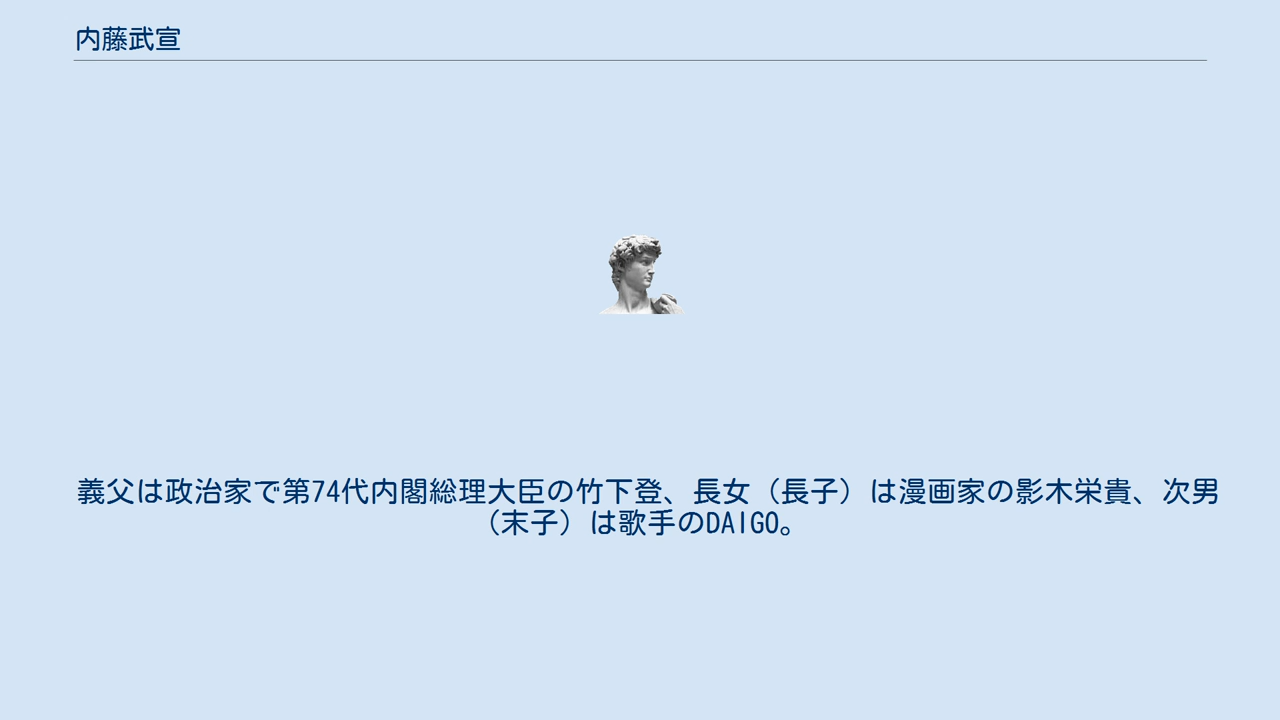 内藤武宣
義父は政治家で第74代内閣総理大臣の竹下登、長女（長子）は漫画家の影木栄貴、次男
（末子）は歌手のDAIGO。